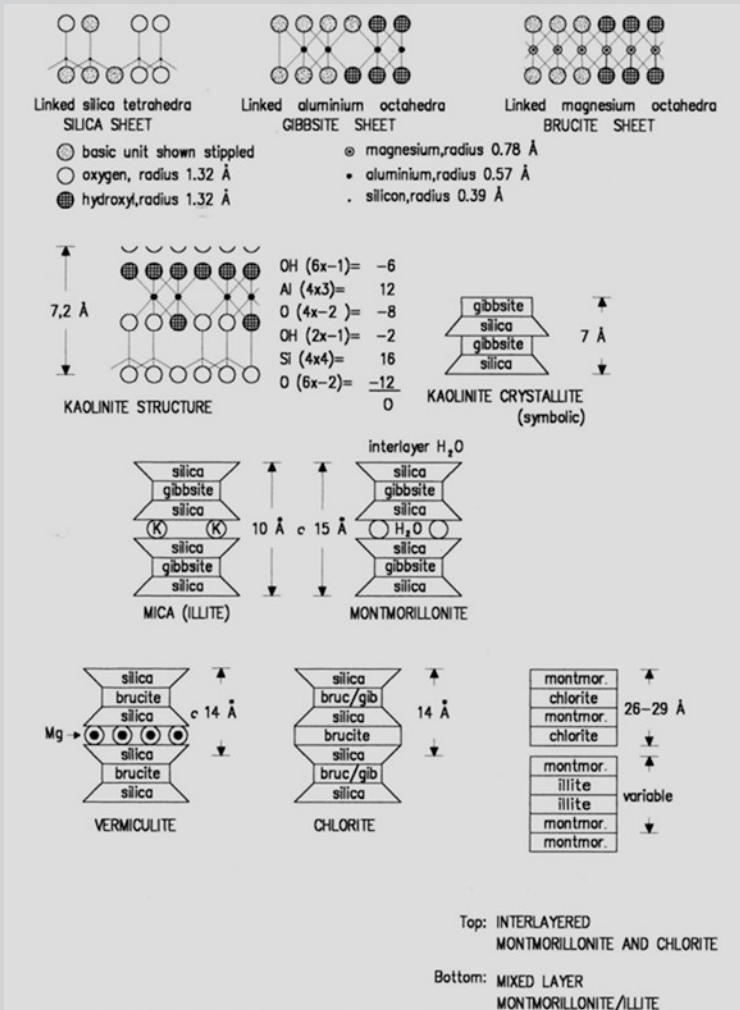 Linked silica tetrahedra
SILICA SHEET
Linked aluminium octahedra
GIBBSITE SHEET
Linked magnesium octahedra
BRUCITE SHEET
basic unit shown stippled
oxygen, radius 1.32 Å
hydroxyl,radius 1.32 Å
magnesium,radius 0.78 Å
aluminium,radius 0.57 Å
silicon,radius 0.39 Å
7,2 Å
OH (6x-1)= -6
Al (4x3)= 12
O (4x-2 )= -8
OH (2x-1)= -2
Si (4x4)= 16
O (6x-2)= -12
0
KAOLINITE STRUCTURE
gibbsite
silica
gibbsite
silica
7 Å
KAOLINITE CRYSTALLITE
(symbolic)
silica
gibbsite
silica
K K
silica
gibbsite
silica
10 Å
MICA (ILLITE)
interlayer H₂O
silica
gibbsite
silica
H₂O
silica
gibbsite
silica
c 15 Å
MONTMORILLONITE
silica
brucite
silica
Mg
silica
brucite
silica
c 14 Å
VERMICULITE
silica
bruc/gib
silica
brucite
silica
bruc/gib
silica
14 Å
CHLORITE
montmor.
chlorite
montmor.
chlorite
26-29 Å
montmor.
illite
illite
montmor.
montmor.
variable
Top: INTERLAYERED
MONTMORILLONITE AND CHLORITE
Bottom: MIXED LAYER
MONTMORILLONITE/ILLITE